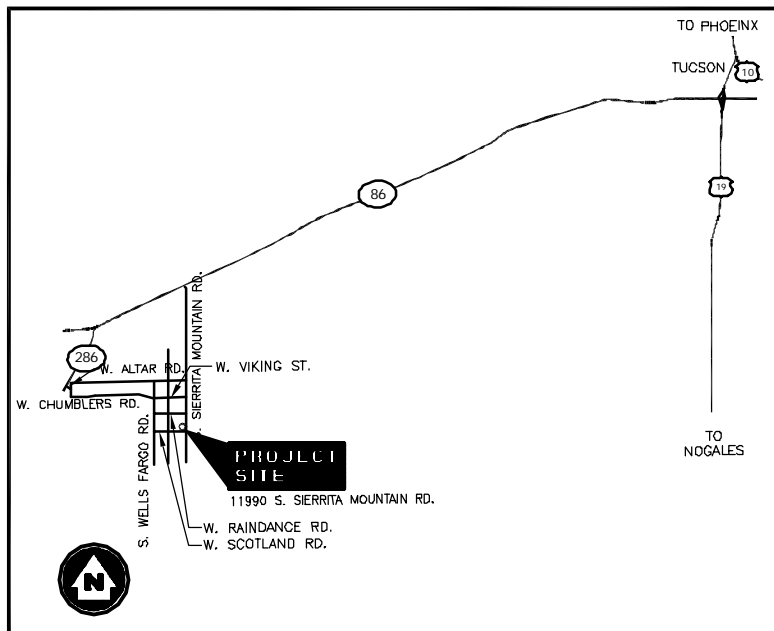 TO PHOEINX
TUCSON
10
86
19
S. SIERRITA MOUNTAIN RD.
286
W. ALTAR RD.
W. VIKING ST.
W. CHUMBLERS RD.
S. WELLS FARGO RD.
PROJECT
SITE
11990 S. SIERRITA MOUNTAIN RD.
TO
NOGALES
W. RAINDANCE RD.
W. SCOTLAND RD.
N